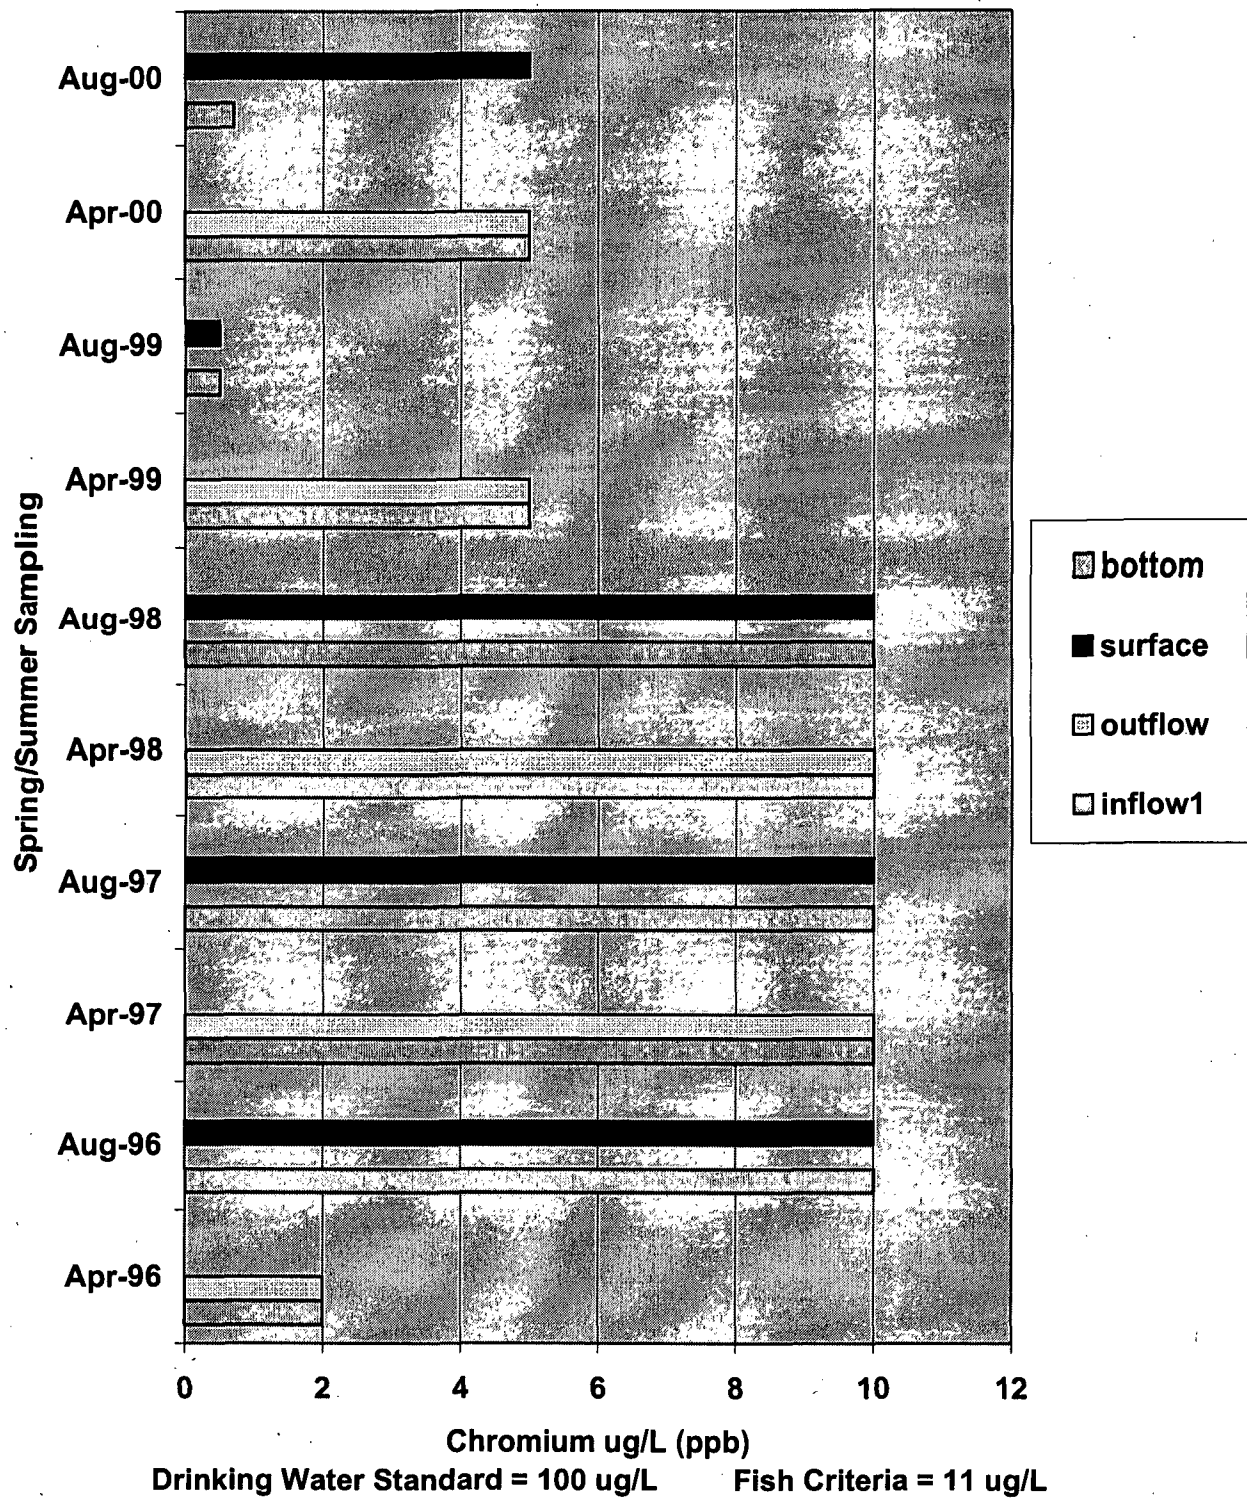 Spring/Summer Sampling
Aug-00
Apr-00
Aug-99
Apr-99
Aug-98
Apr-98
Aug-97
Apr-97
Aug-96
Apr-96
0 2 4 6 8 10 12
Chromium ug/L (ppb)
Drinking Water Standard = 100 ug/L Fish Criteria = 11 ug/L
bottom
surface
outflow
inflow1